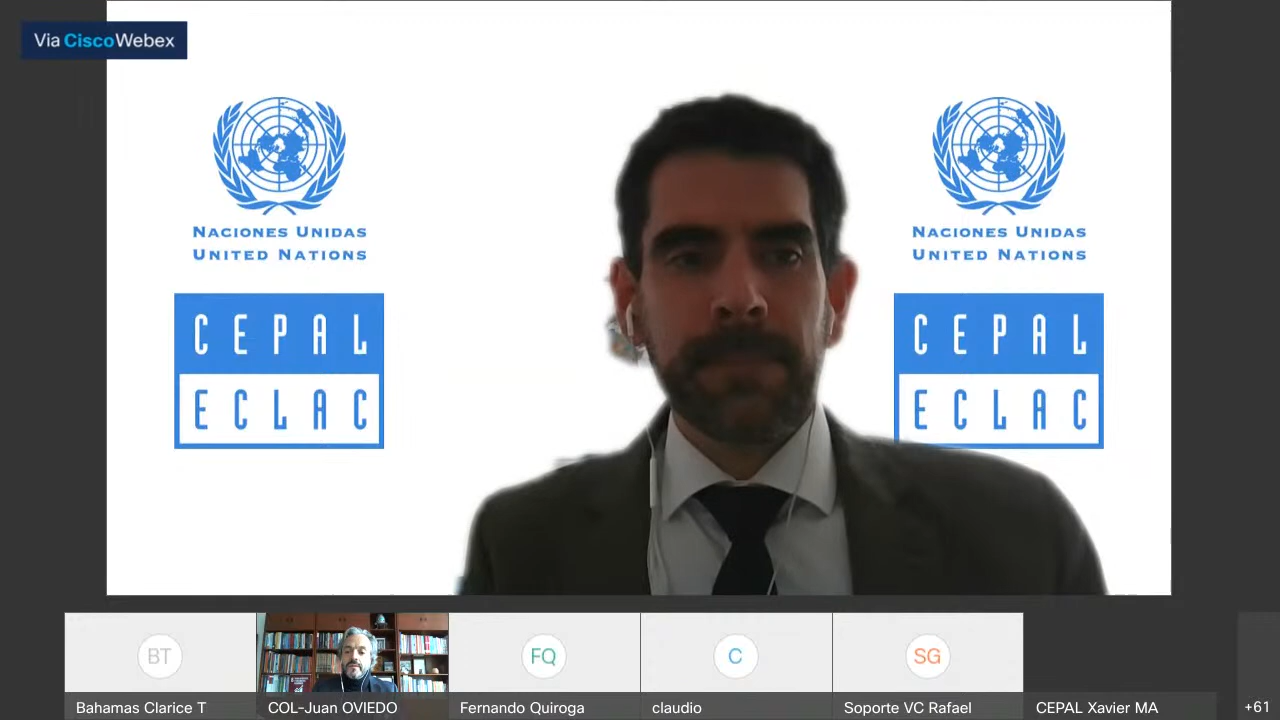 Via CiscoWebex
NACIONES UNIDAS
UNITED NATIONS
CEPAL
ECLAC
NACIONES UNIDAS
UNITED NATIONS
CEPAL
ECLAC
BT
FQ
C
SG
Bahamas Clarice T
COL-Juan OVIEDO
Fernando Quiroga
claudio
Soporte VC Rafael
CEPAL Xavier MA
+61